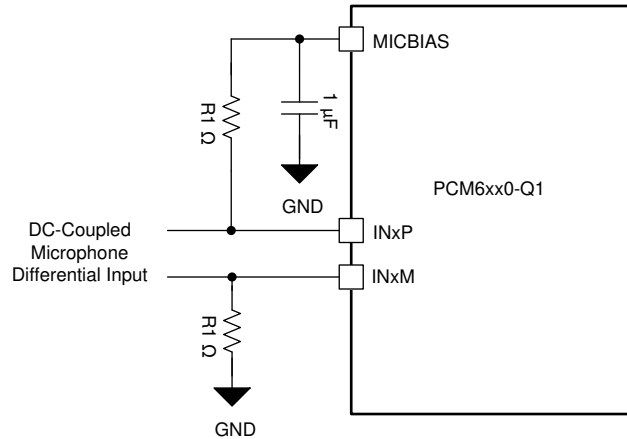 MICBIAS
R1 Ω
1 µF
GND
PCM6xx0-Q1
DC-Coupled
Microphone
Differential Input
INxP
INxM
R1 Ω
GND